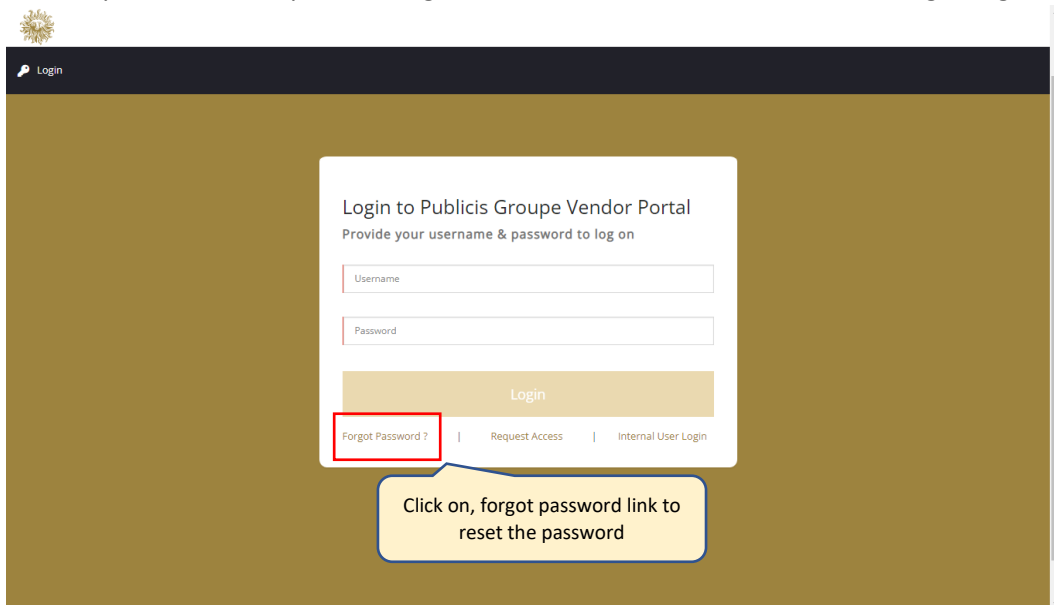 Login
Login to Publicis Groupe Vendor Portal
Provide your username & password to log on
Username
Password
Login
Forgot Password ? | Request Access | Internal User Login
Click on, forgot password link to
reset the password